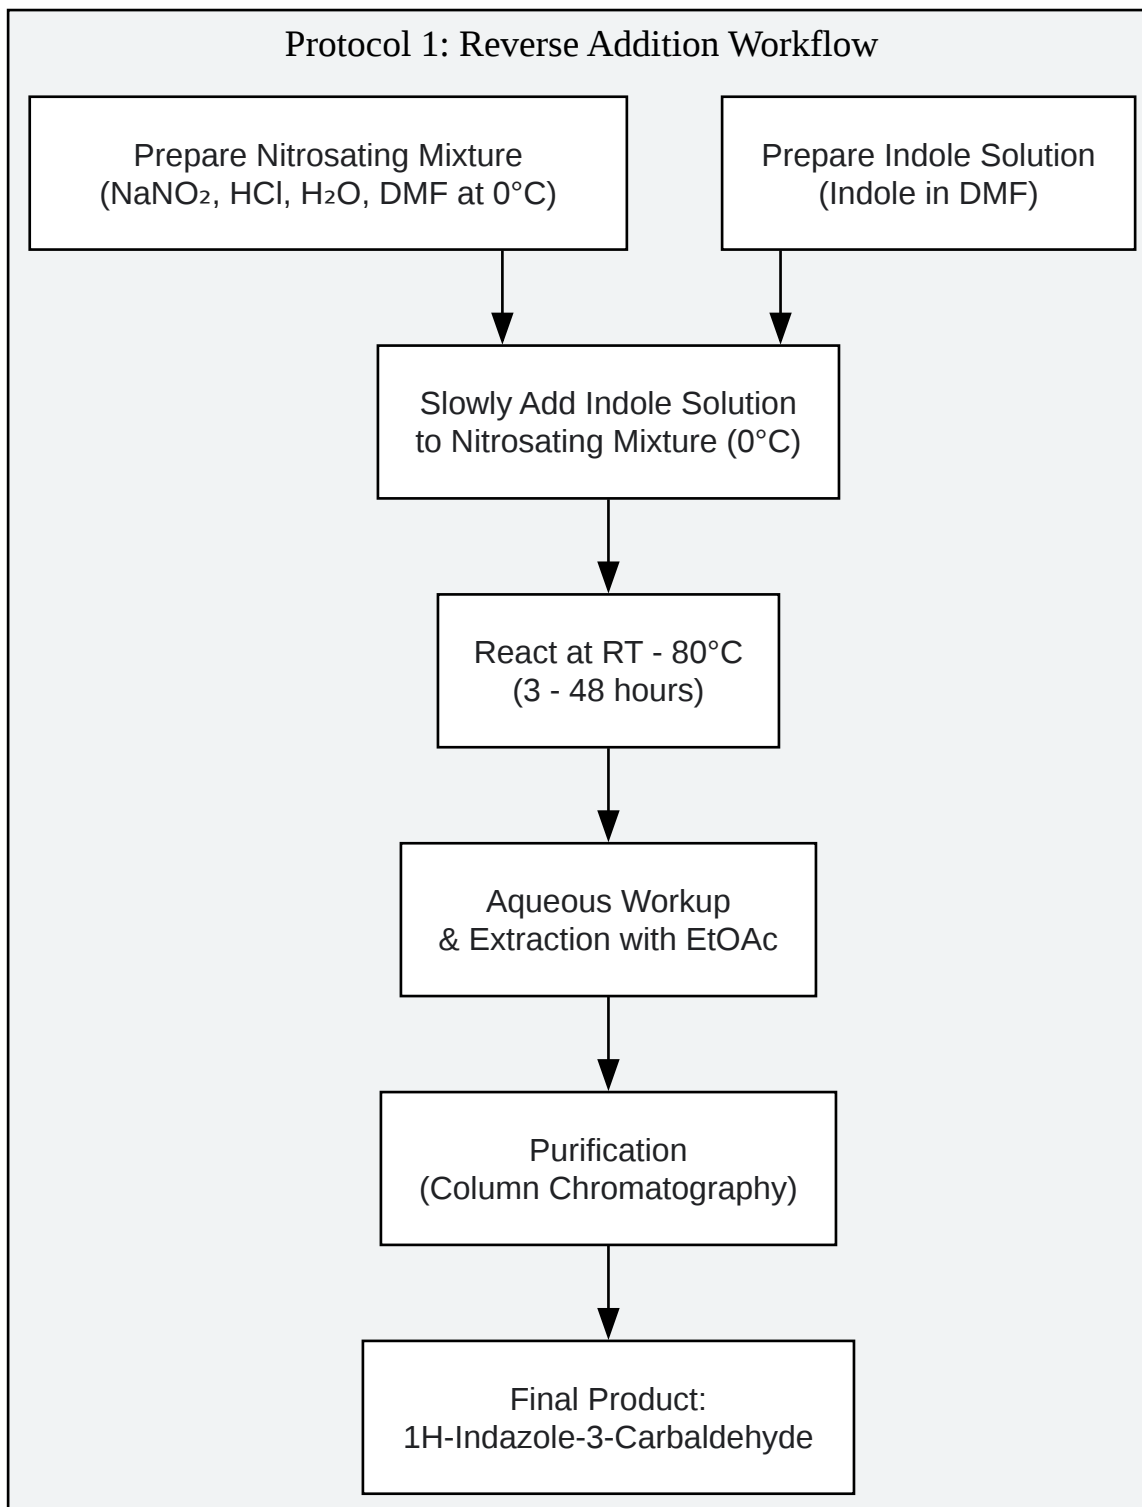 Protocol 1: Reverse Addition Workflow
Prepare Nitrosating Mixture
(NaNO₂, HCl, H₂O, DMF at 0°C)
Prepare Indole Solution
(Indole in DMF)
Slowly Add Indole Solution
to Nitrosating Mixture (0°C)
React at RT - 80°C
(3 - 48 hours)
Aqueous Workup
& Extraction with EtOAc
Purification
(Column Chromatography)
Final Product:
1H-Indazole-3-Carbaldehyde